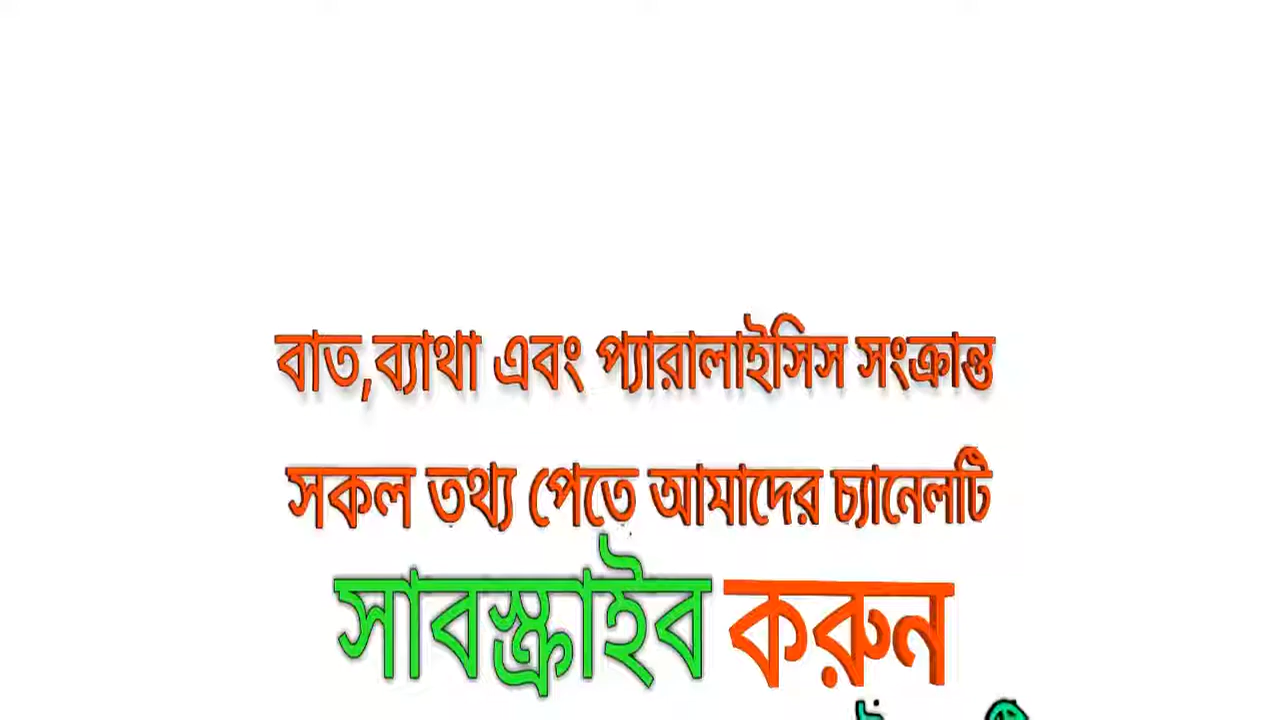 বাত,ব্যাথা এবং প্যারালাইসিস সংক্রান্ত
সকল তথ্য পেতে আমাদের চ্যানেলটি
সাবস্ক্রাইব করুন